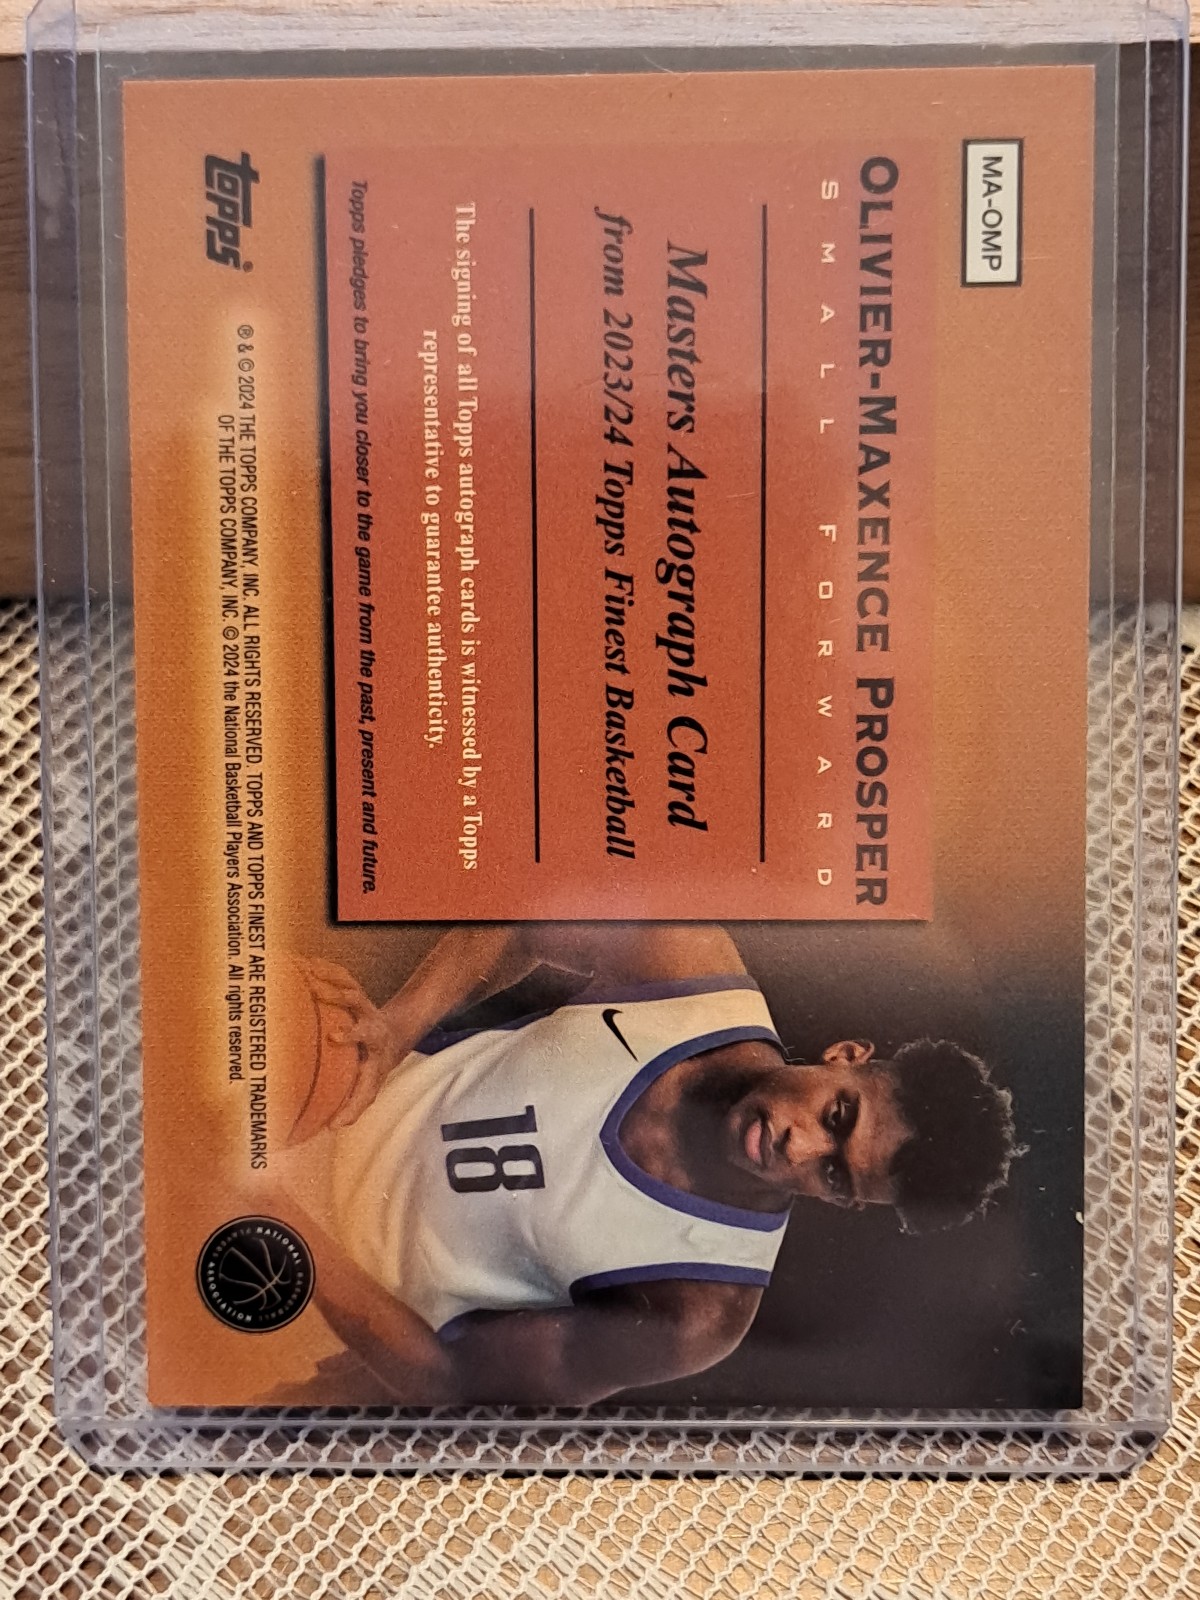 MA-OMP
OLIVIER-MAXENCE PROSPER
SMALL FORWARD
Masters Autograph Card
from 2023/24 Topps Finest Basketball
The signing of all Topps autograph cards is witnessed by a Topps
representative to guarantee authenticity.
Topps pledges to bring you closer to the game from the past, present and future.
18
topps®
® & © 2024 THE TOPPS COMPANY, INC. ALL RIGHTS RESERVED. TOPPS AND TOPPS FINEST ARE REGISTERED TRADEMARKS
OF THE TOPPS COMPANY, INC. © 2024 the National Basketball Players Association. All rights reserved.
NATIONAL BASKETBALL
PLAYERS ASSOCIATION